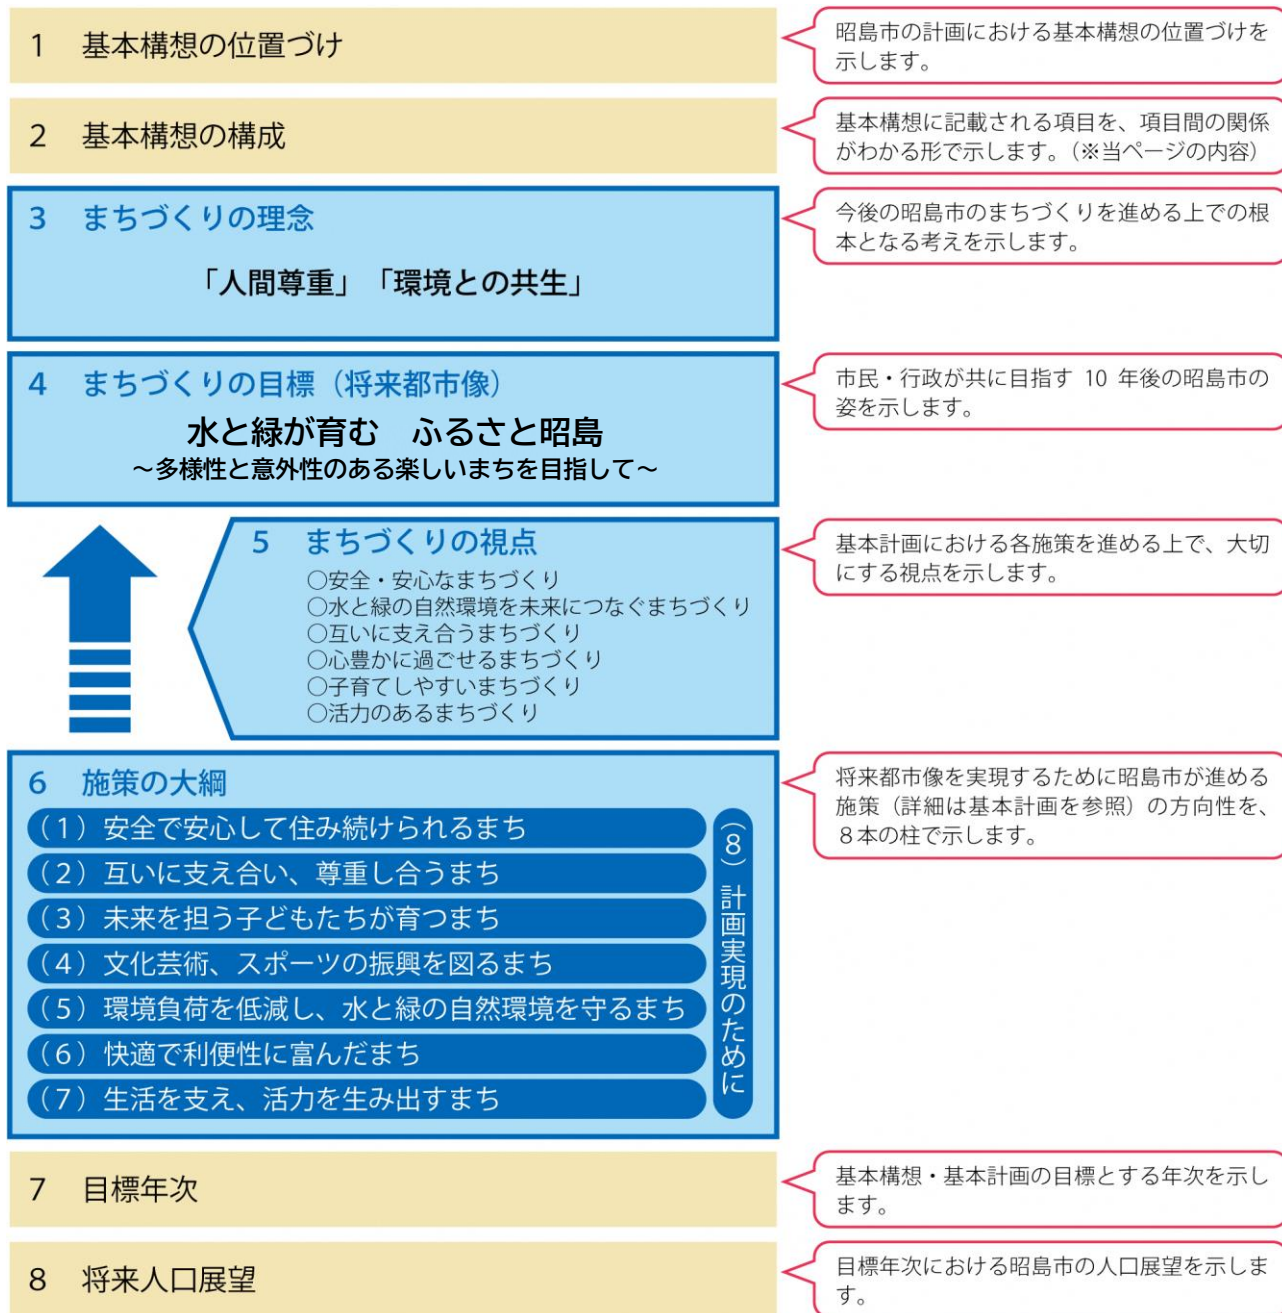 1 基本構想の位置づけ
昭島市の計画における基本構想の位置づけを
示します。
2 基本構想の構成
基本構想に記載される項目を、項目間の関係
がわかる形で示します。（※当ページの内容）
3 まちづくりの理念
「人間尊重」「環境との共生」
今後の昭島市のまちづくりを進める上での根
本となる考えを示します。
4 まちづくりの目標（将来都市像）
水と緑が育む　ふるさと昭島
～多様性と意外性のある楽しいまちを目指して～
市民・行政が共に目指す 10 年後の昭島市の
姿を示します。
5 まちづくりの視点
○安全・安心なまちづくり
○水と緑の自然環境を未来につなぐまちづくり
○互いに支え合うまちづくり
○心豊かに過ごせるまちづくり
○子育てしやすいまちづくり
○活力のあるまちづくり
基本計画における各施策を進める上で、大切
にする視点を示します。
6 施策の大綱
（1）安全で安心して住み続けられるまち
（2）互いに支え合い、尊重し合うまち
（3）未来を担う子どもたちが育つまち
（4）文化芸術、スポーツの振興を図るまち
（5）環境負荷を低減し、水と緑の自然環境を守るまち
（6）快適で利便性に富んだまち
（7）生活を支え、活力を生み出すまち
（8）計画実現のために
将来都市像を実現するために昭島市が進める
施策（詳細は基本計画を参照）の方向性を、
８本の柱で示します。
7 目標年次
基本構想・基本計画の目標とする年次を示し
ます。
8 将来人口展望
目標年次における昭島市の人口展望を示しま
す。